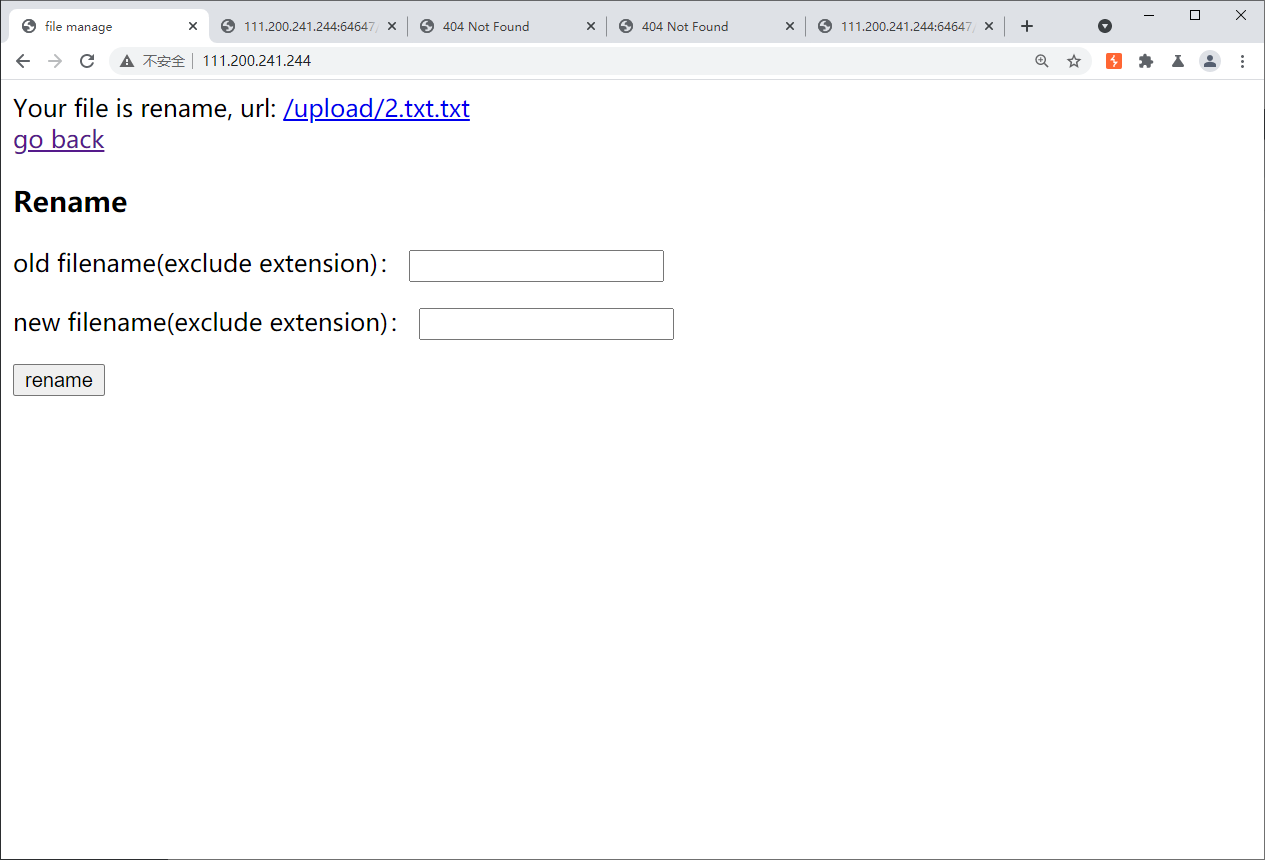 file manage
111.200.241.244:64647/
404 Not Found
404 Not Found
111.200.241.244:64647/
不安全
111.200.241.244
Your file is rename, url: /upload/2.txt.txt
go back
Rename
old filename(exclude extension)：
new filename(exclude extension)：
rename